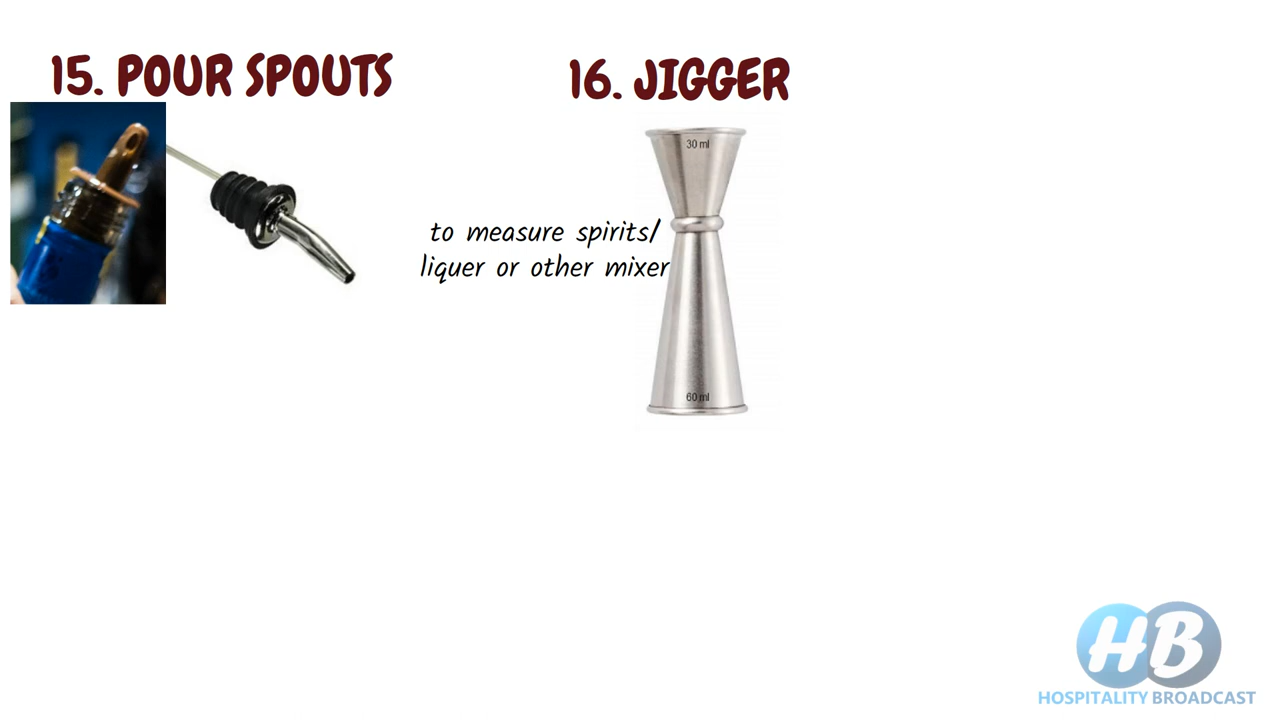 15. POUR SPOUTS
16. JIGGER
30 ml
to measure spirits/
liquer or other mixer
60 ml
HB
HOSPITALITY BROADCAST